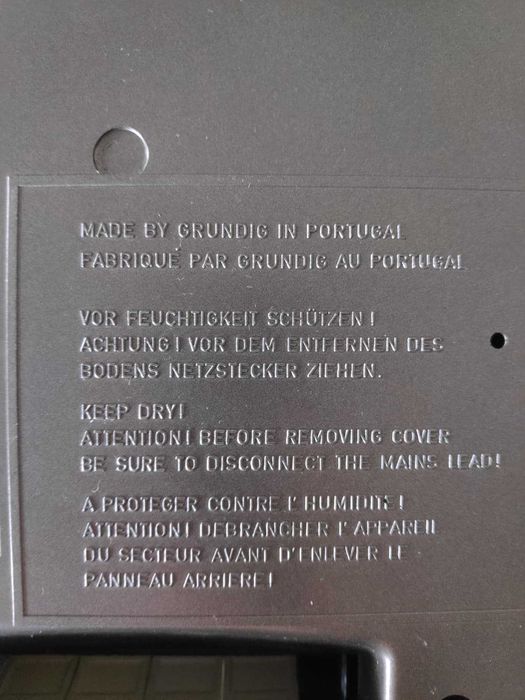 MADE BY GRUNDIG IN PORTUGAL
FABRIQUE PAR GRUNDIG AU PORTUGAL
VOR FEUCHTIGKEIT SCHÜTZEN!
ACHTUNG! VOR DEM ENTFERNEN DES
BODENS NETZSTECKER ZIEHEN.
KEEP DRY!
ATTENTION! BEFORE REMOVING COVER
BE SURE TO DISCONNECT THE MAINS LEAD!
A PROTEGER CONTRE L'HUMIDITE!
ATTENTION! DEBRANCHER L'APPAREIL
DU SECTEUR AVANT D'ENLEVER LE
PANNEAU ARRIERE!